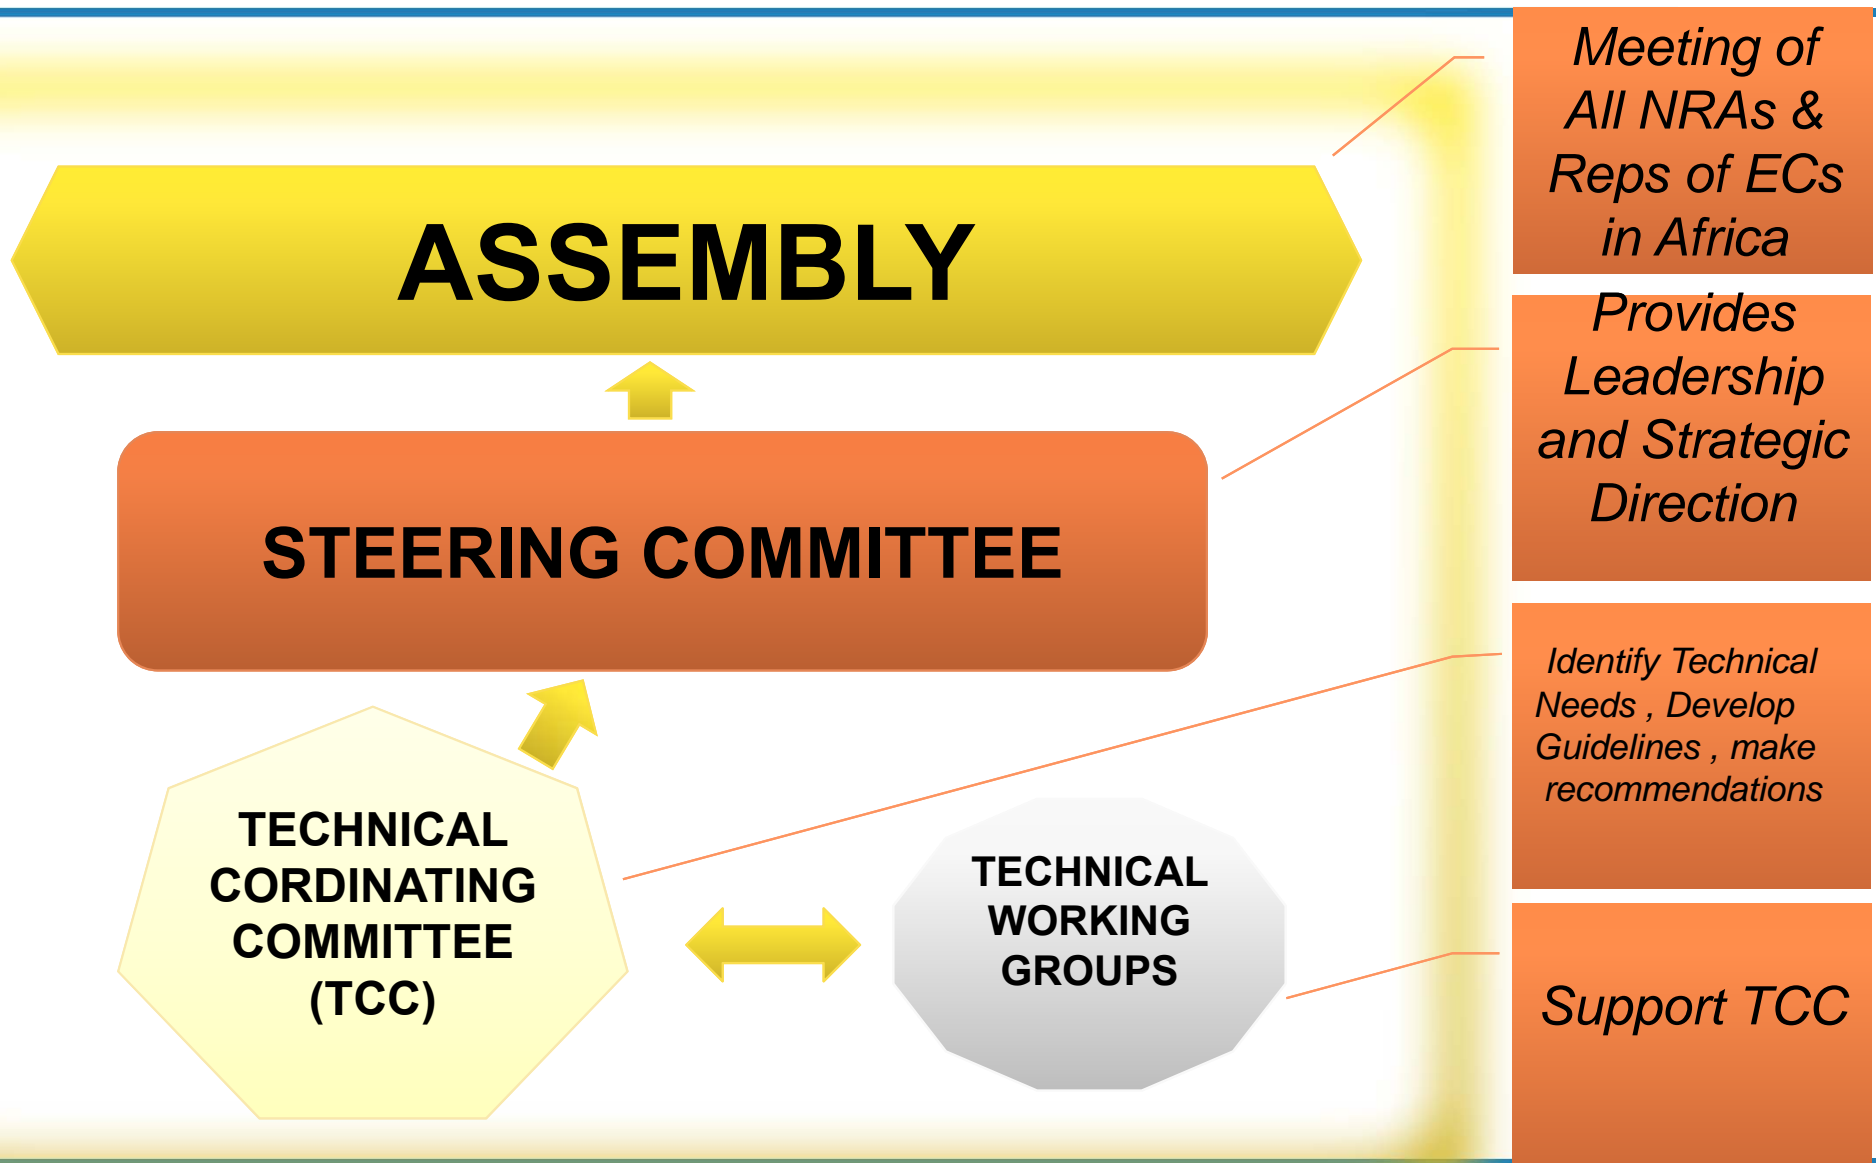 Meeting of
All NRAs &
Reps of ECs
in Africa
ASSEMBLY
Provides
Leadership
and Strategic
Direction
STEERING COMMITTEE
Identify Technical
Needs , Develop
Guidelines , make
recommendations
TECHNICAL
CORDINATING
COMMITTEE
(TCC)
TECHNICAL
WORKING
GROUPS
Support TCC